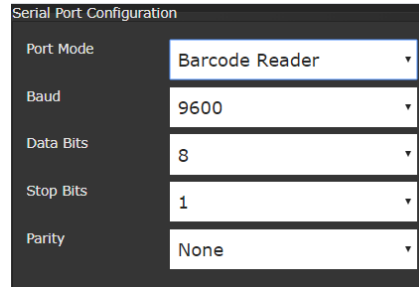 Serial Port Configuration
Port Mode
Barcode Reader
Baud
9600
Data Bits
8
Stop Bits
1
Parity
None